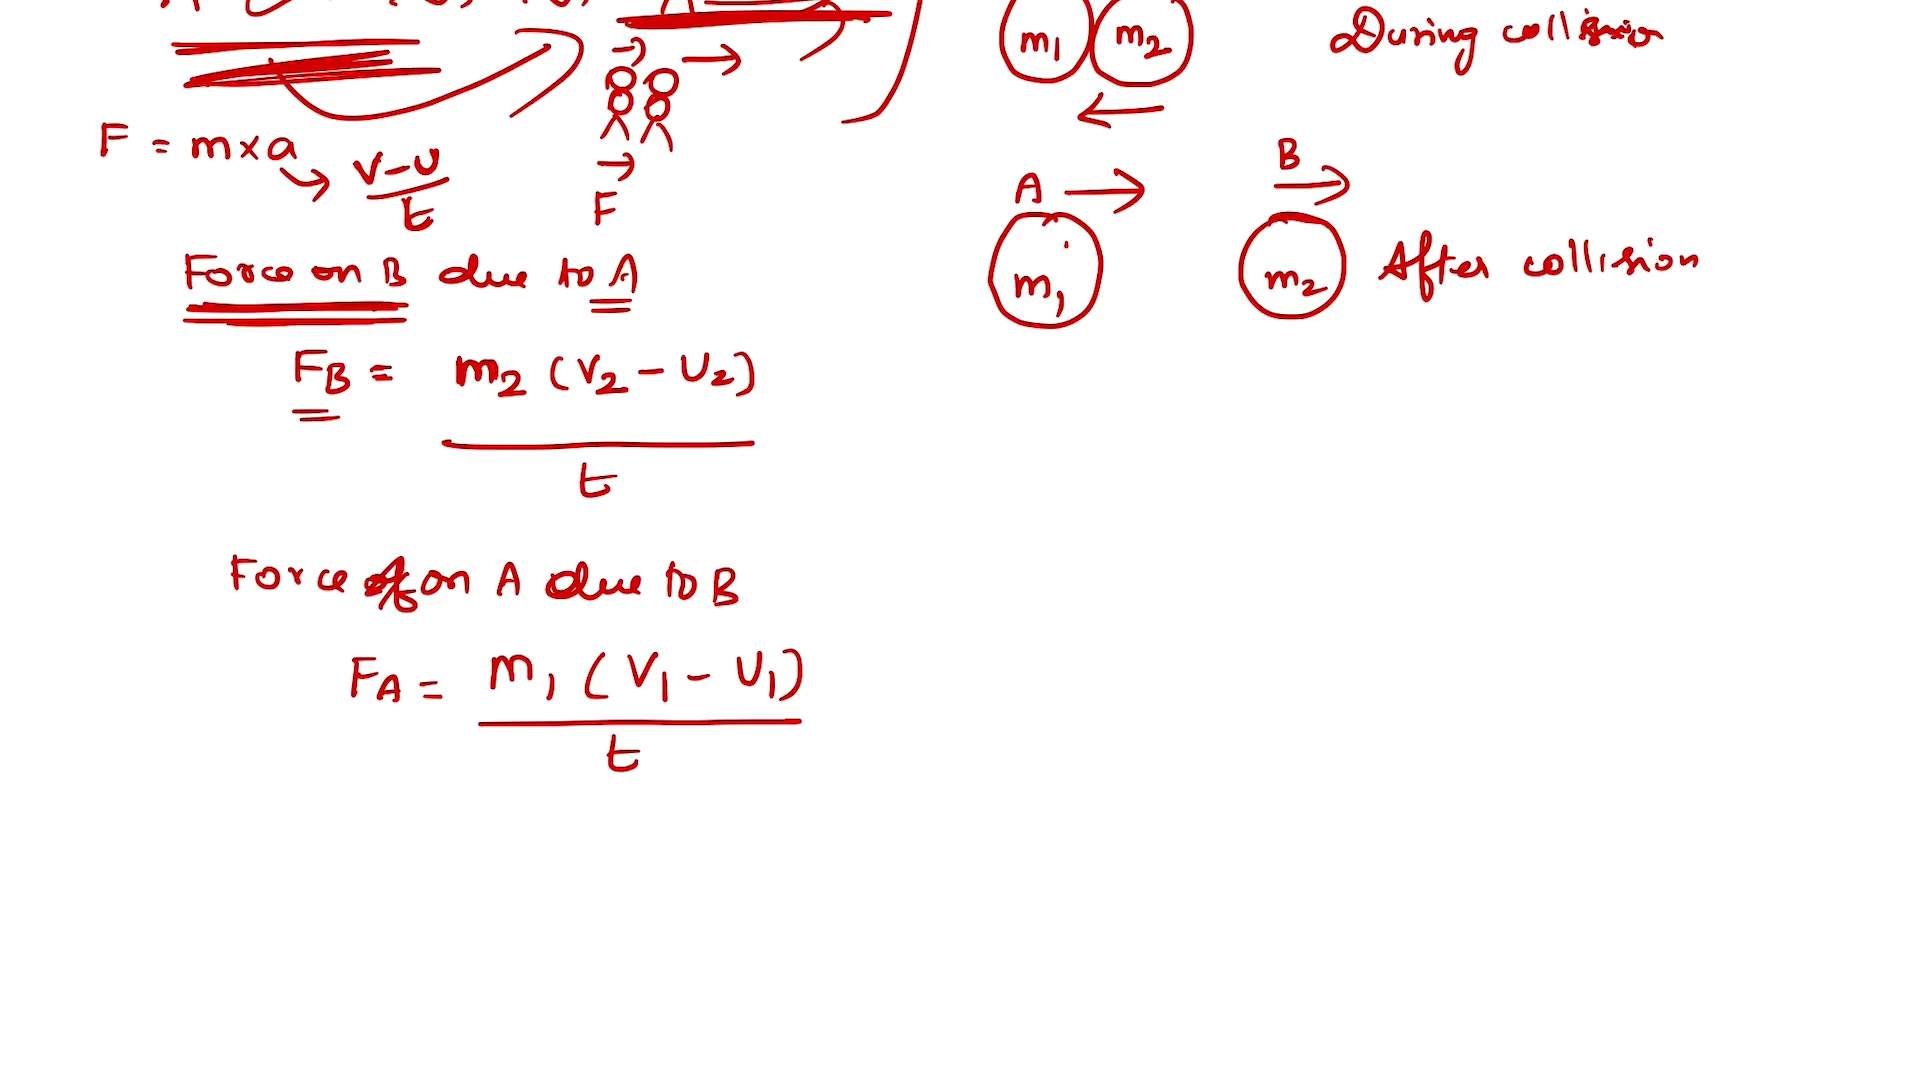 m1 m2 During collision
F = m x a
V - U
t
F
A B
m1 m2 After collision
Force on B due to A
FB = m2 (V2 - U2)
t
Force on A due to B
FA = m1 (V1 - U1)
t